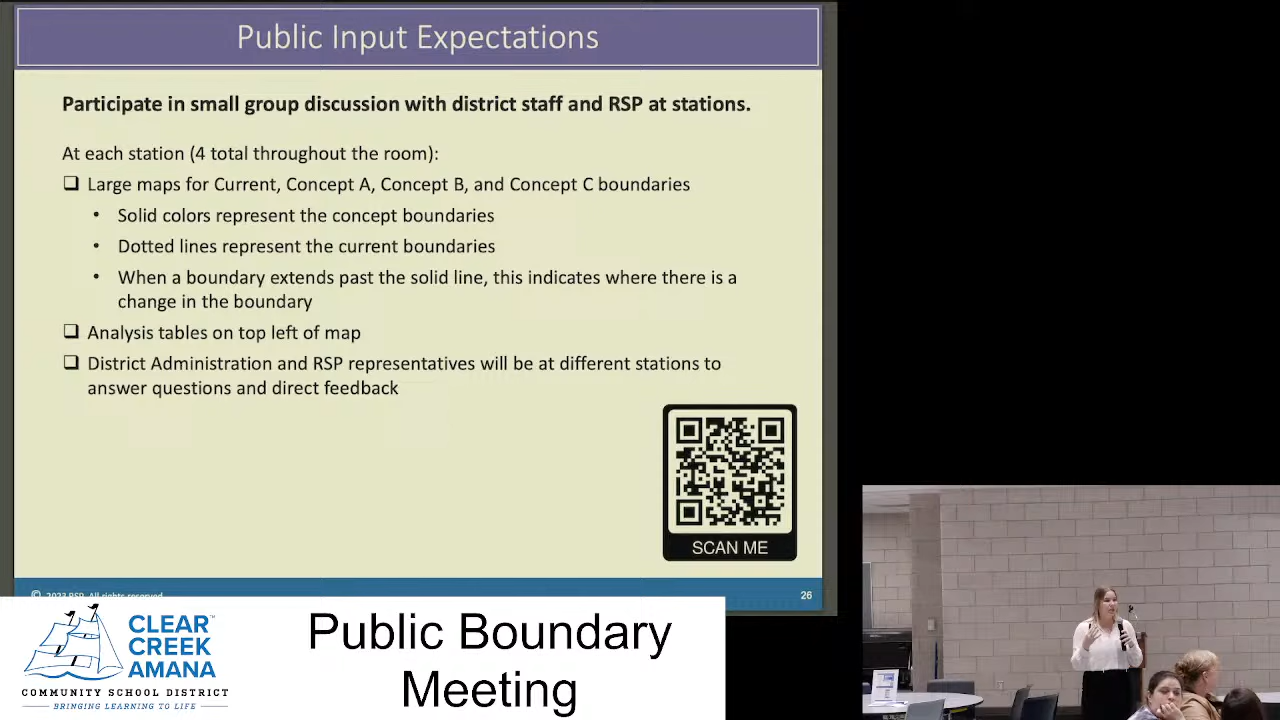 Public Input Expectations
Participate in small group discussion with district staff and RSP at stations.
At each station (4 total throughout the room):
❑ Large maps for Current, Concept A, Concept B, and Concept C boundaries
• Solid colors represent the concept boundaries
• Dotted lines represent the current boundaries
• When a boundary extends past the solid line, this indicates where there is a
change in the boundary
❑ Analysis tables on top left of map
❑ District Administration and RSP representatives will be at different stations to
answer questions and direct feedback
SCAN ME
© 2023 RSP. All rights reserved
26
CLEAR
CREEK
AMANA
COMMUNITY SCHOOL DISTRICT
BRINGING LEARNING TO LIFE
Public Boundary
Meeting